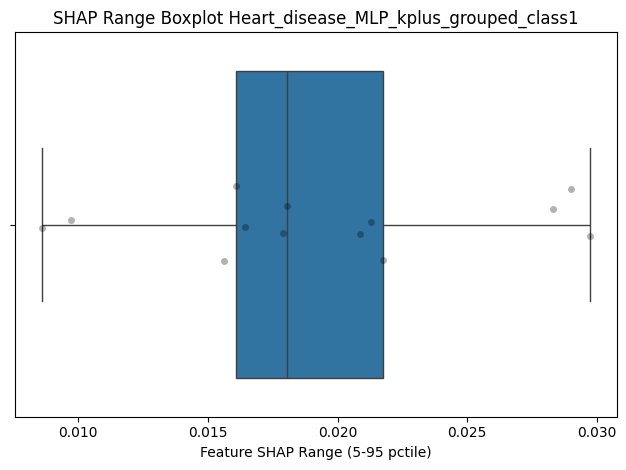 SHAP Range Boxplot Heart_disease_MLP_kplus_grouped_class1
0.010 0.015 0.020 0.025 0.030
Feature SHAP Range (5-95 pctile)